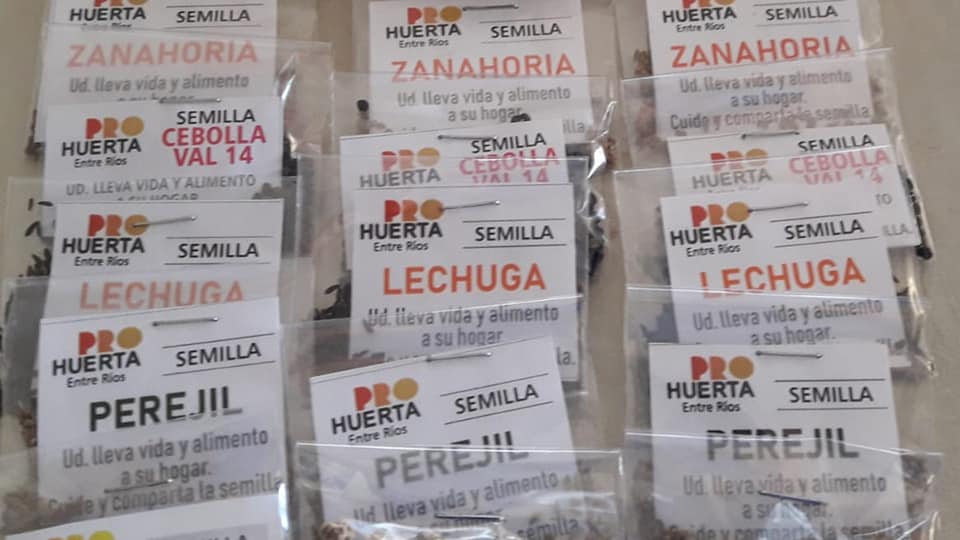 PRO
HUERTA
Entre Ríos
SEMILLA
ZANAHORIA
Ud. lleva vida y alimento
a su hogar.
PRO
HUERTA
Entre Ríos
SEMILLA
ZANAHORIA
Ud. lleva vida y alimento
a su hogar.
HUERTA
Entre Ríos
SEMILLA
ZANAHORIA
Ud. lleva vida y alimento
a su hogar.
Cuide y comparta la semilla
PRO
HUERTA
Entre Ríos
SEMILLA
CEBOLLA
VAL 14
UD. LLEVA VIDA Y ALIMENTO
A SU HOGAR
PRO
HUERTA
SEMILLA
CEBOLLA
VAL 14
PRO
HUERTA
SEMILLA
CEBOLLA
VAL 14
PRO
HUERTA
Entre Ríos
SEMILLA
LECHUGA
PRO
HUERTA
Entre Ríos
SEMILLA
LECHUGA
Ud. lleva vida y alimento
a su hogar.
PRO
HUERTA
Entre Ríos
SEMILLA
LECHUGA
Ud. lleva vida y alimento
a su hogar.
PRO
HUERTA
Entre Ríos
SEMILLA
PEREJIL
Ud. lleva vida y alimento
a su hogar.
Cuide y comparta la semilla
PRO
HUERTA
Entre Ríos
SEMILLA
PEREJIL
Ud. lleva vida y alimento
semilla
PRO
HUERTA
Entre Ríos
SEMILLA
PEREJIL
Ud. lleva vida y alimento
a su hogar.
Cuide y comparta la semilla